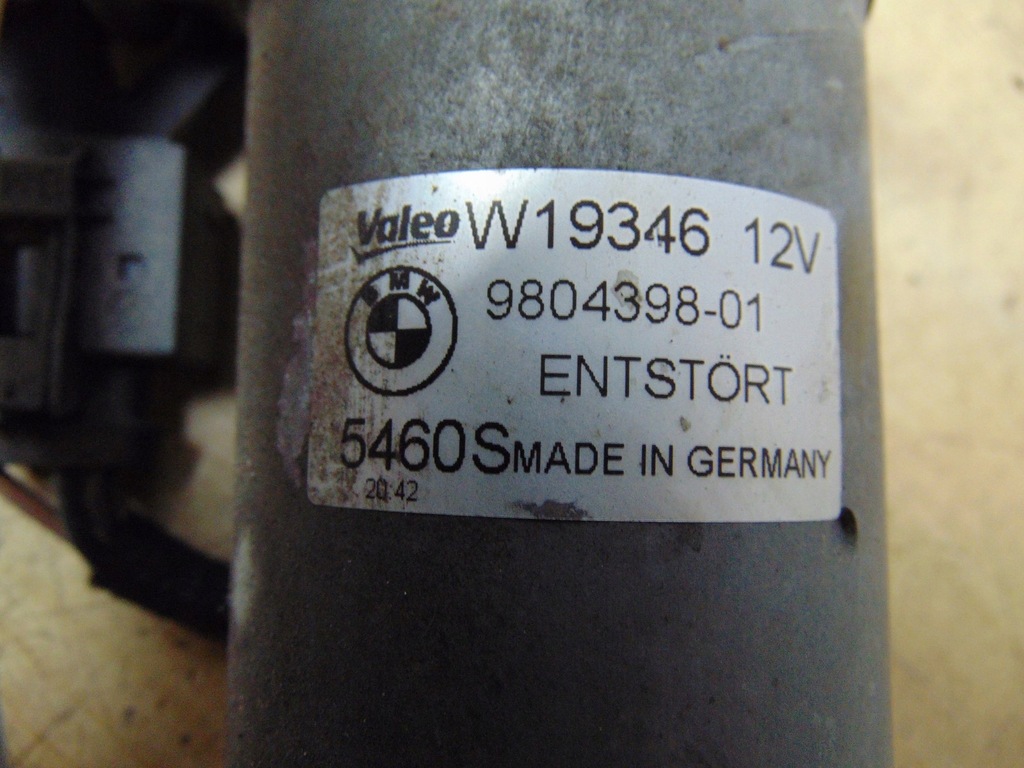 Valeo W19346 12V
BMW 9804398-01
ENTSTÖRT
5460S MADE IN GERMANY
20:42